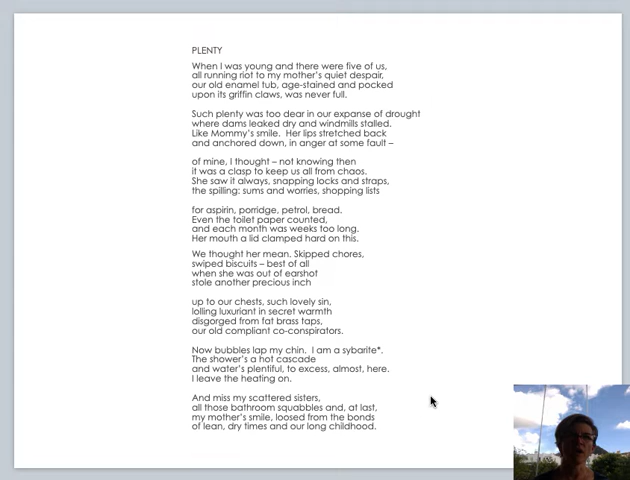 PLENTY
When I was young and there were five of us,
all running riot to my mother's quiet despair,
our old enamel tub, age-stained and pocked
upon its griffin claws, was never full.
Such plenty was too dear in our expanse of drought
where dams leaked dry and windmills stalled.
Like Mommy's smile.  Her lips stretched back
and anchored down, in anger at some fault –
of mine, I thought – not knowing then
it was a clasp to keep us all from chaos.
She saw it always, snapping locks and straps,
the spilling: sums and worries, shopping lists
for aspirin, porridge, petrol, bread.
Even the toilet paper counted,
and each month was weeks too long.
Her mouth a lid clamped hard on this.
We thought her mean. Skipped chores,
swiped biscuits – best of all
when she was out of earshot
stole another precious inch
up to our chests, such lovely sin,
lolling luxuriant in secret warmth
disgorged from fat brass taps,
our old compliant co-conspirators.
Now bubbles lap my chin.  I am a sybarite*.
The shower's a hot cascade
and water's plentiful, to excess, almost, here.
I leave the heating on.
And miss my scattered sisters,
all those bathroom squabbles and, at last,
my mother's smile, loosed from the bonds
of lean, dry times and our long childhood.